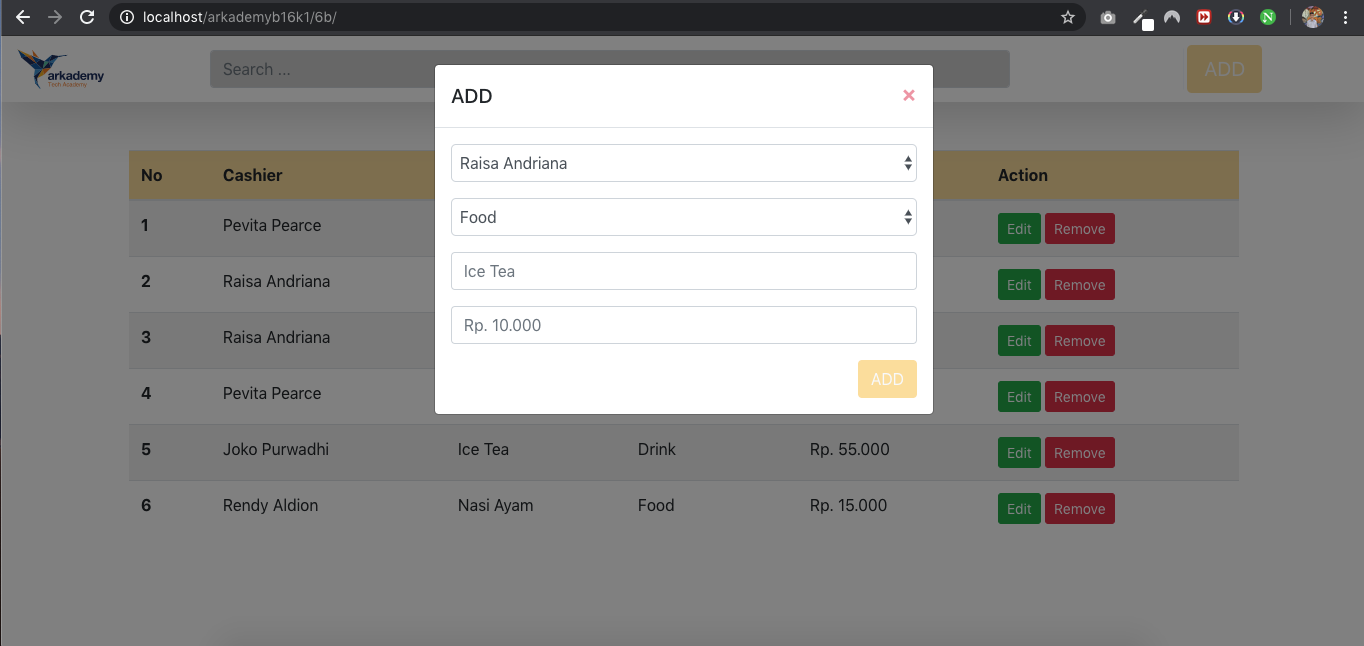 localhost/arkademyb16k1/6b/
arkademy
Tech Academy
Search ...
ADD
ADD
×
Raisa Andriana
Food
Ice Tea
Rp. 10.000
ADD
No Cashier Action
1 Pevita Pearce Edit Remove
2 Raisa Andriana Edit Remove
3 Raisa Andriana Edit Remove
4 Pevita Pearce Edit Remove
5 Joko Purwadhi Ice Tea Drink Rp. 55.000 Edit Remove
6 Rendy Aldion Nasi Ayam Food Rp. 15.000 Edit Remove